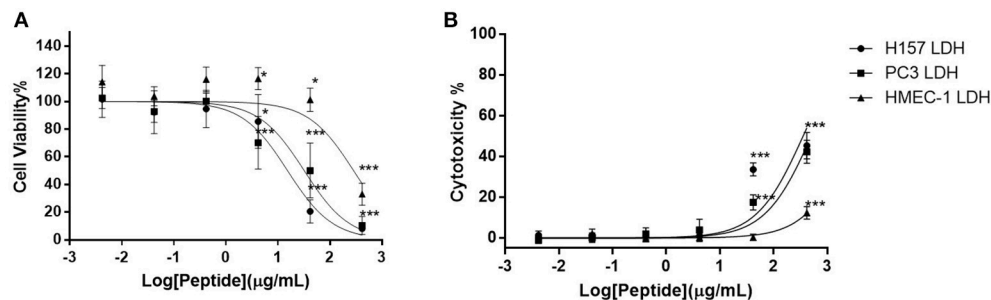 A
Cell Viability%
140
120
100
80
60
40
20
0
-3 -2 -1 0 1 2 3
Log[Peptide](μg/mL)
* *
*
*** ***
***
***
***
B
Cytotoxicity %
100
80
60
40
20
0
-3 -2 -1 0 1 2 3
Log[Peptide](μg/mL)
***
***
***
***
H157 LDH
PC3 LDH
HMEC-1 LDH